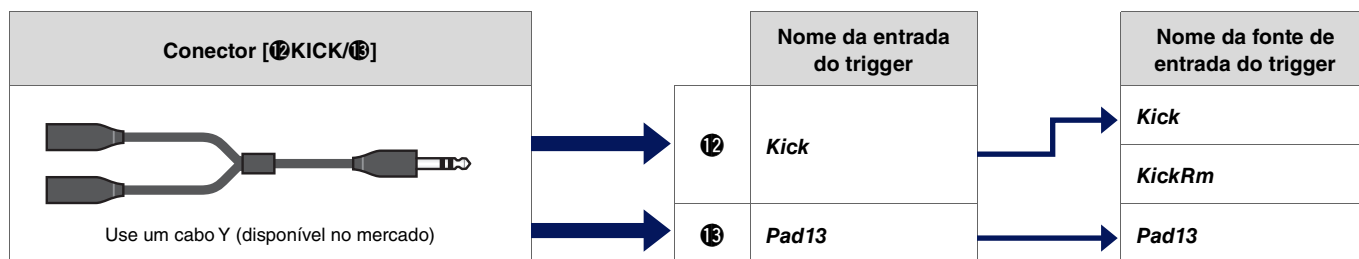 Conector [⓬KICK/⓭]
Nome da entrada
do trigger
Nome da fonte de
entrada do trigger
⓬
Kick
Kick
KickRm
Use um cabo Y (disponível no mercado)
⓭
Pad13
Pad13